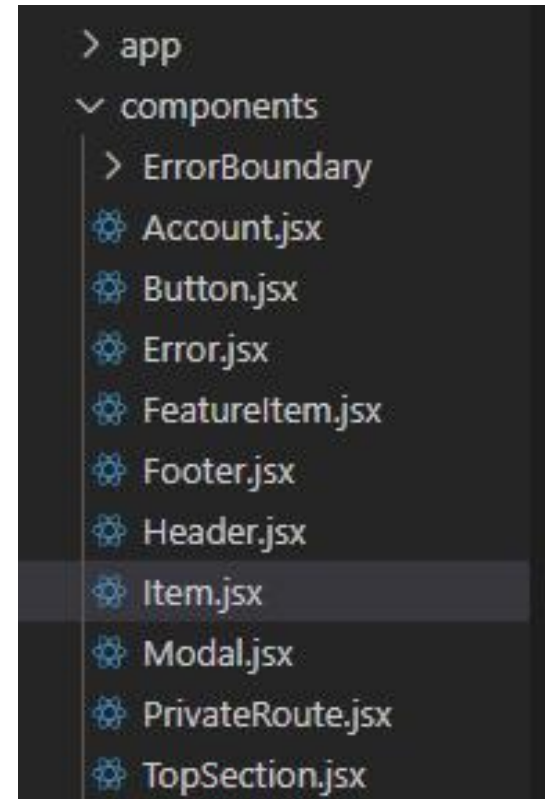 app
components
ErrorBoundary
Account.jsx
Button.jsx
Error.jsx
FeatureItem.jsx
Footer.jsx
Header.jsx
Item.jsx
Modal.jsx
PrivateRoute.jsx
TopSection.jsx